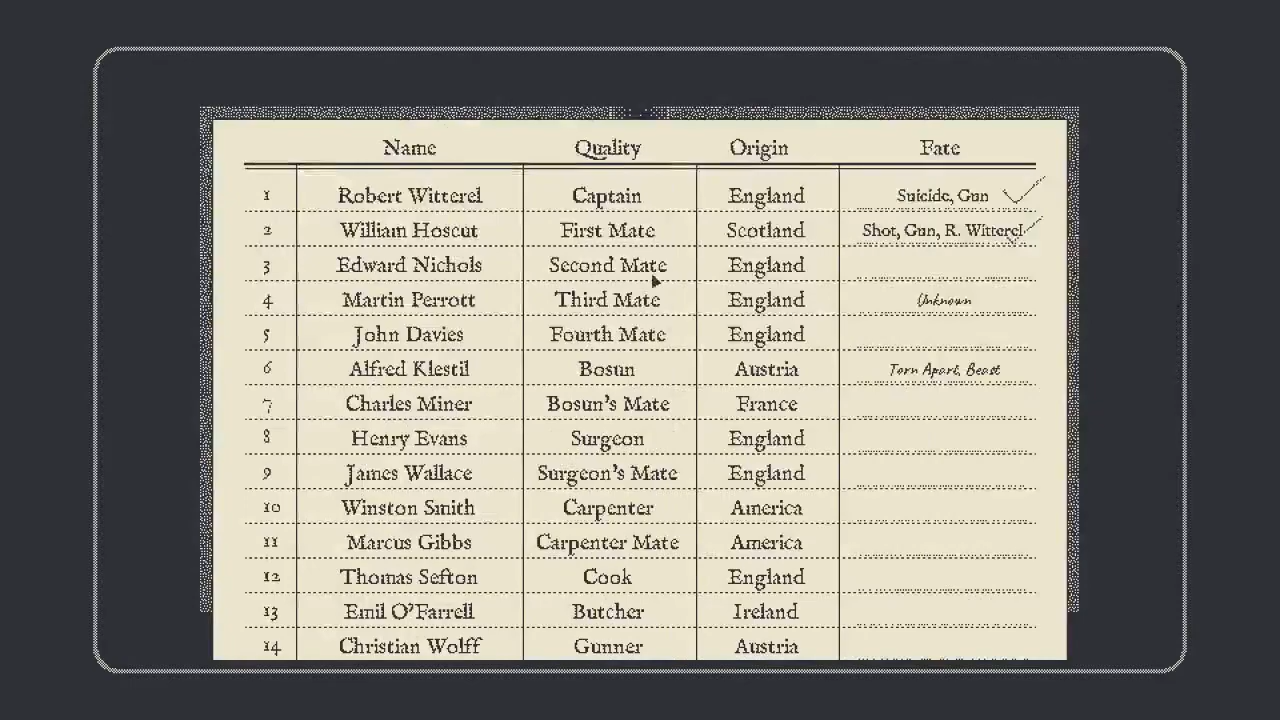 Name Quality Origin Fate
1 Robert Witterel Captain England Suicide, Gun
2 William Hoscut First Mate Scotland Shot, Gun, R. Witterel
3 Edward Nichols Second Mate England
4 Martin Perrott Third Mate England Unknown
5 John Davies Fourth Mate England
6 Alfred Klestil Bosun Austria Torn Apart, Beast
7 Charles Miner Bosun's Mate France
8 Henry Evans Surgeon England
9 James Wallace Surgeon's Mate England
10 Winston Smith Carpenter America
11 Marcus Gibbs Carpenter Mate America
12 Thomas Sefton Cook England
13 Emil O'Farrell Butcher Ireland
14 Christian Wolff Gunner Austria